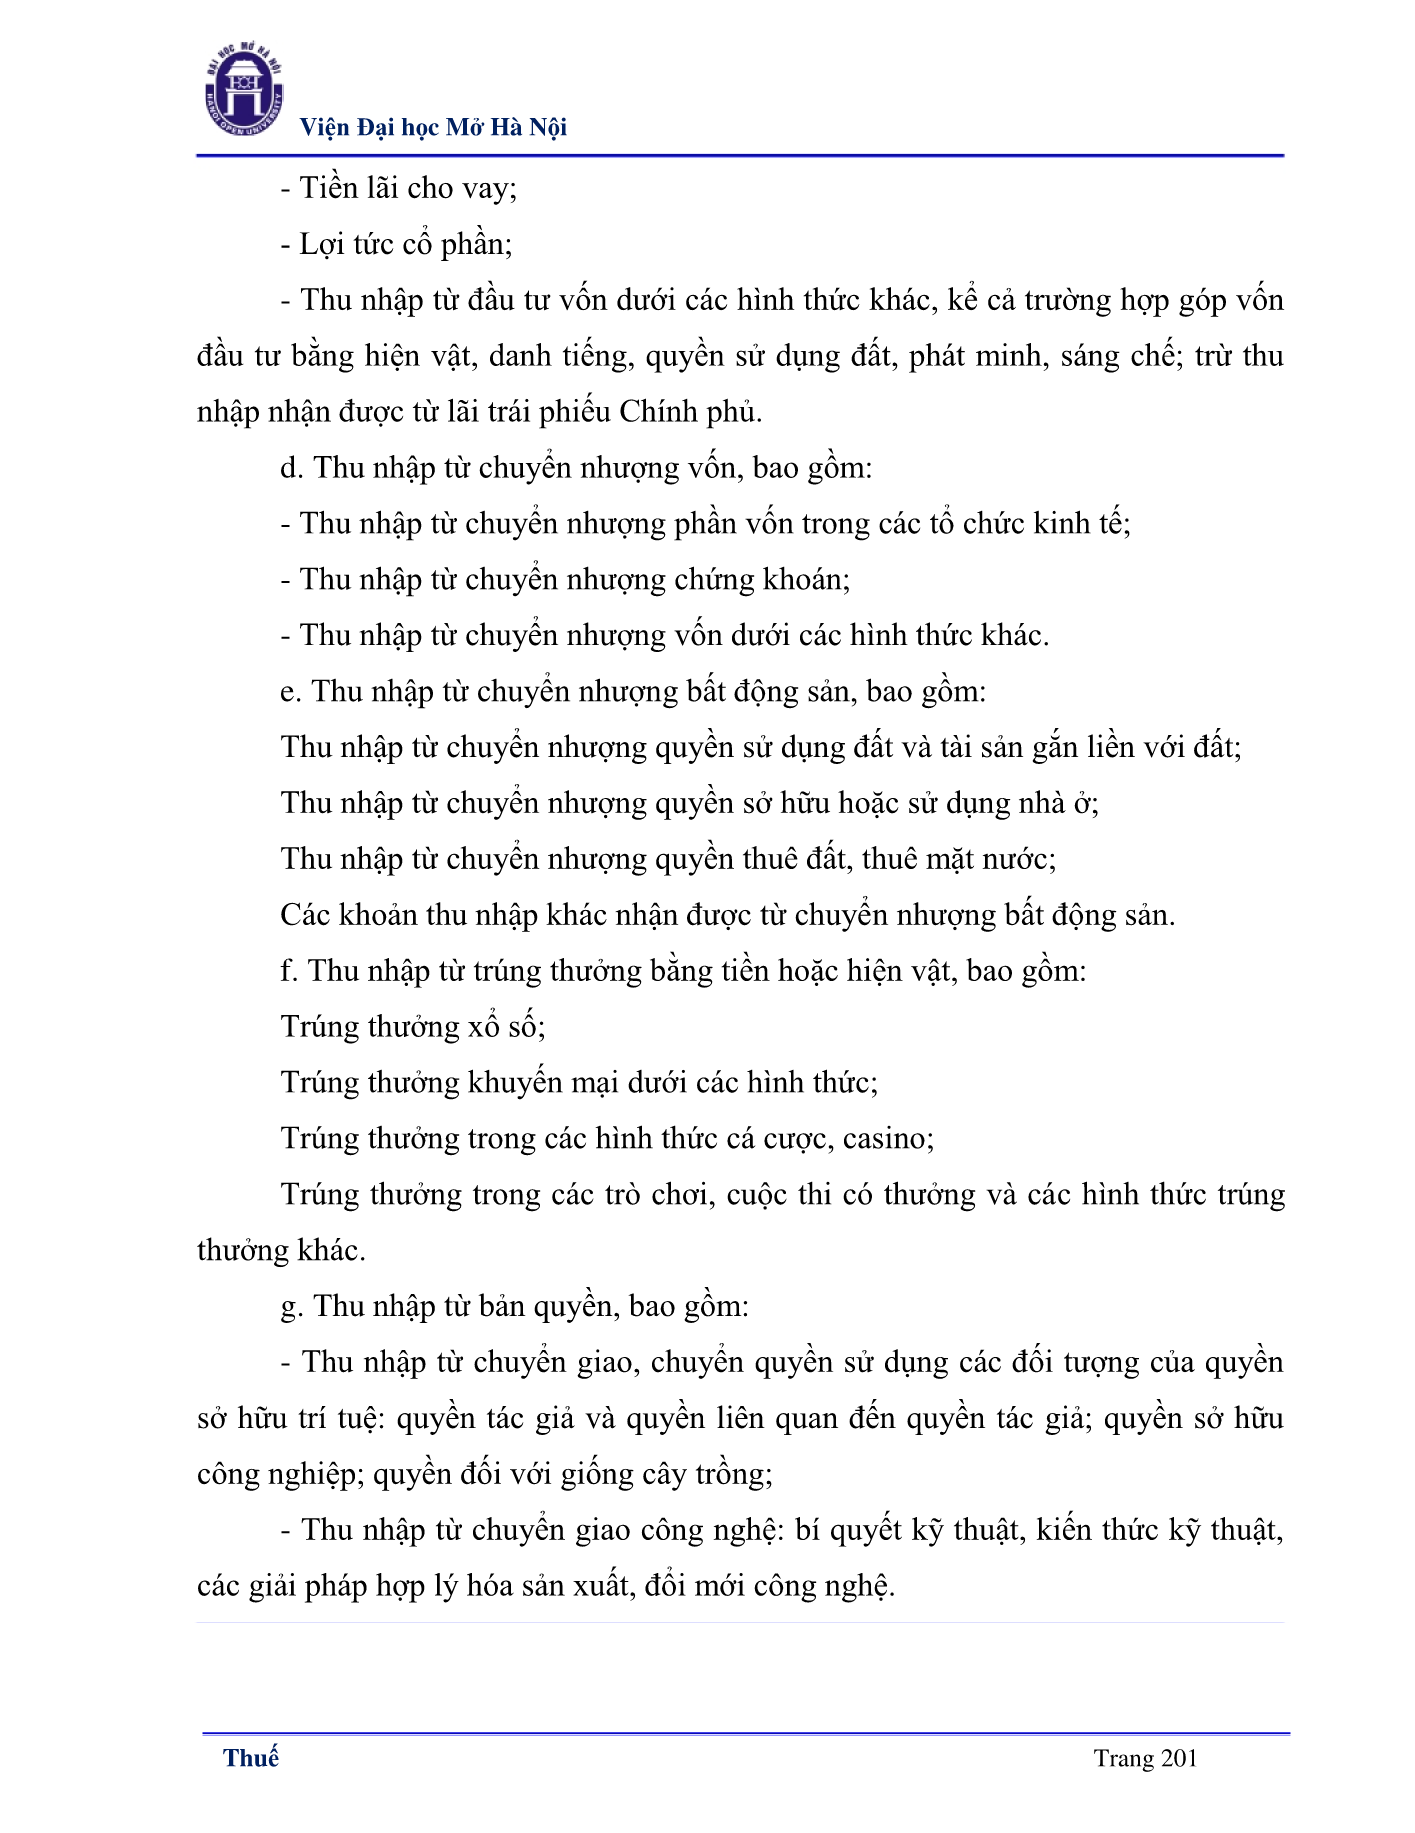 ĐẠI HỌC MỞ HÀ NỘI
HANOI OPEN UNIVERSITY
Viện Đại học Mở Hà Nội
- Tiền lãi cho vay;
- Lợi tức cổ phần;
- Thu nhập từ đầu tư vốn dưới các hình thức khác, kể cả trường hợp góp vốn
đầu tư bằng hiện vật, danh tiếng, quyền sử dụng đất, phát minh, sáng chế; trừ thu
nhập nhận được từ lãi trái phiếu Chính phủ.
d. Thu nhập từ chuyển nhượng vốn, bao gồm:
- Thu nhập từ chuyển nhượng phần vốn trong các tổ chức kinh tế;
- Thu nhập từ chuyển nhượng chứng khoán;
- Thu nhập từ chuyển nhượng vốn dưới các hình thức khác.
e. Thu nhập từ chuyển nhượng bất động sản, bao gồm:
Thu nhập từ chuyển nhượng quyền sử dụng đất và tài sản gắn liền với đất;
Thu nhập từ chuyển nhượng quyền sở hữu hoặc sử dụng nhà ở;
Thu nhập từ chuyển nhượng quyền thuê đất, thuê mặt nước;
Các khoản thu nhập khác nhận được từ chuyển nhượng bất động sản.
f. Thu nhập từ trúng thưởng bằng tiền hoặc hiện vật, bao gồm:
Trúng thưởng xổ số;
Trúng thưởng khuyến mại dưới các hình thức;
Trúng thưởng trong các hình thức cá cược, casino;
Trúng thưởng trong các trò chơi, cuộc thi có thưởng và các hình thức trúng
thưởng khác.
g. Thu nhập từ bản quyền, bao gồm:
- Thu nhập từ chuyển giao, chuyển quyền sử dụng các đối tượng của quyền
sở hữu trí tuệ: quyền tác giả và quyền liên quan đến quyền tác giả; quyền sở hữu
công nghiệp; quyền đối với giống cây trồng;
- Thu nhập từ chuyển giao công nghệ: bí quyết kỹ thuật, kiến thức kỹ thuật,
các giải pháp hợp lý hóa sản xuất, đổi mới công nghệ.
Thuế
Trang 201